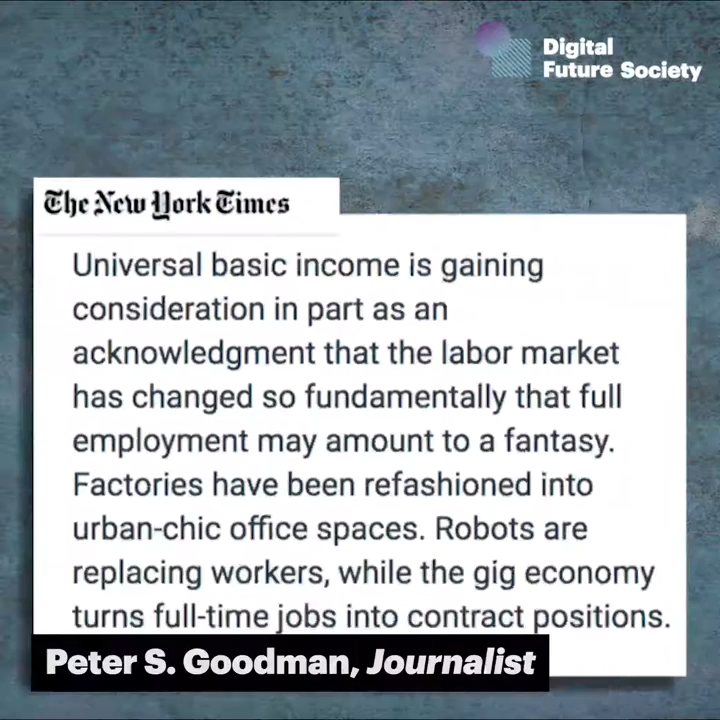 Digital
Future Society
The New York Times
Universal basic income is gaining
consideration in part as an
acknowledgment that the labor market
has changed so fundamentally that full
employment may amount to a fantasy.
Factories have been refashioned into
urban-chic office spaces. Robots are
replacing workers, while the gig economy
turns full-time jobs into contract positions.
Peter S. Goodman, Journalist